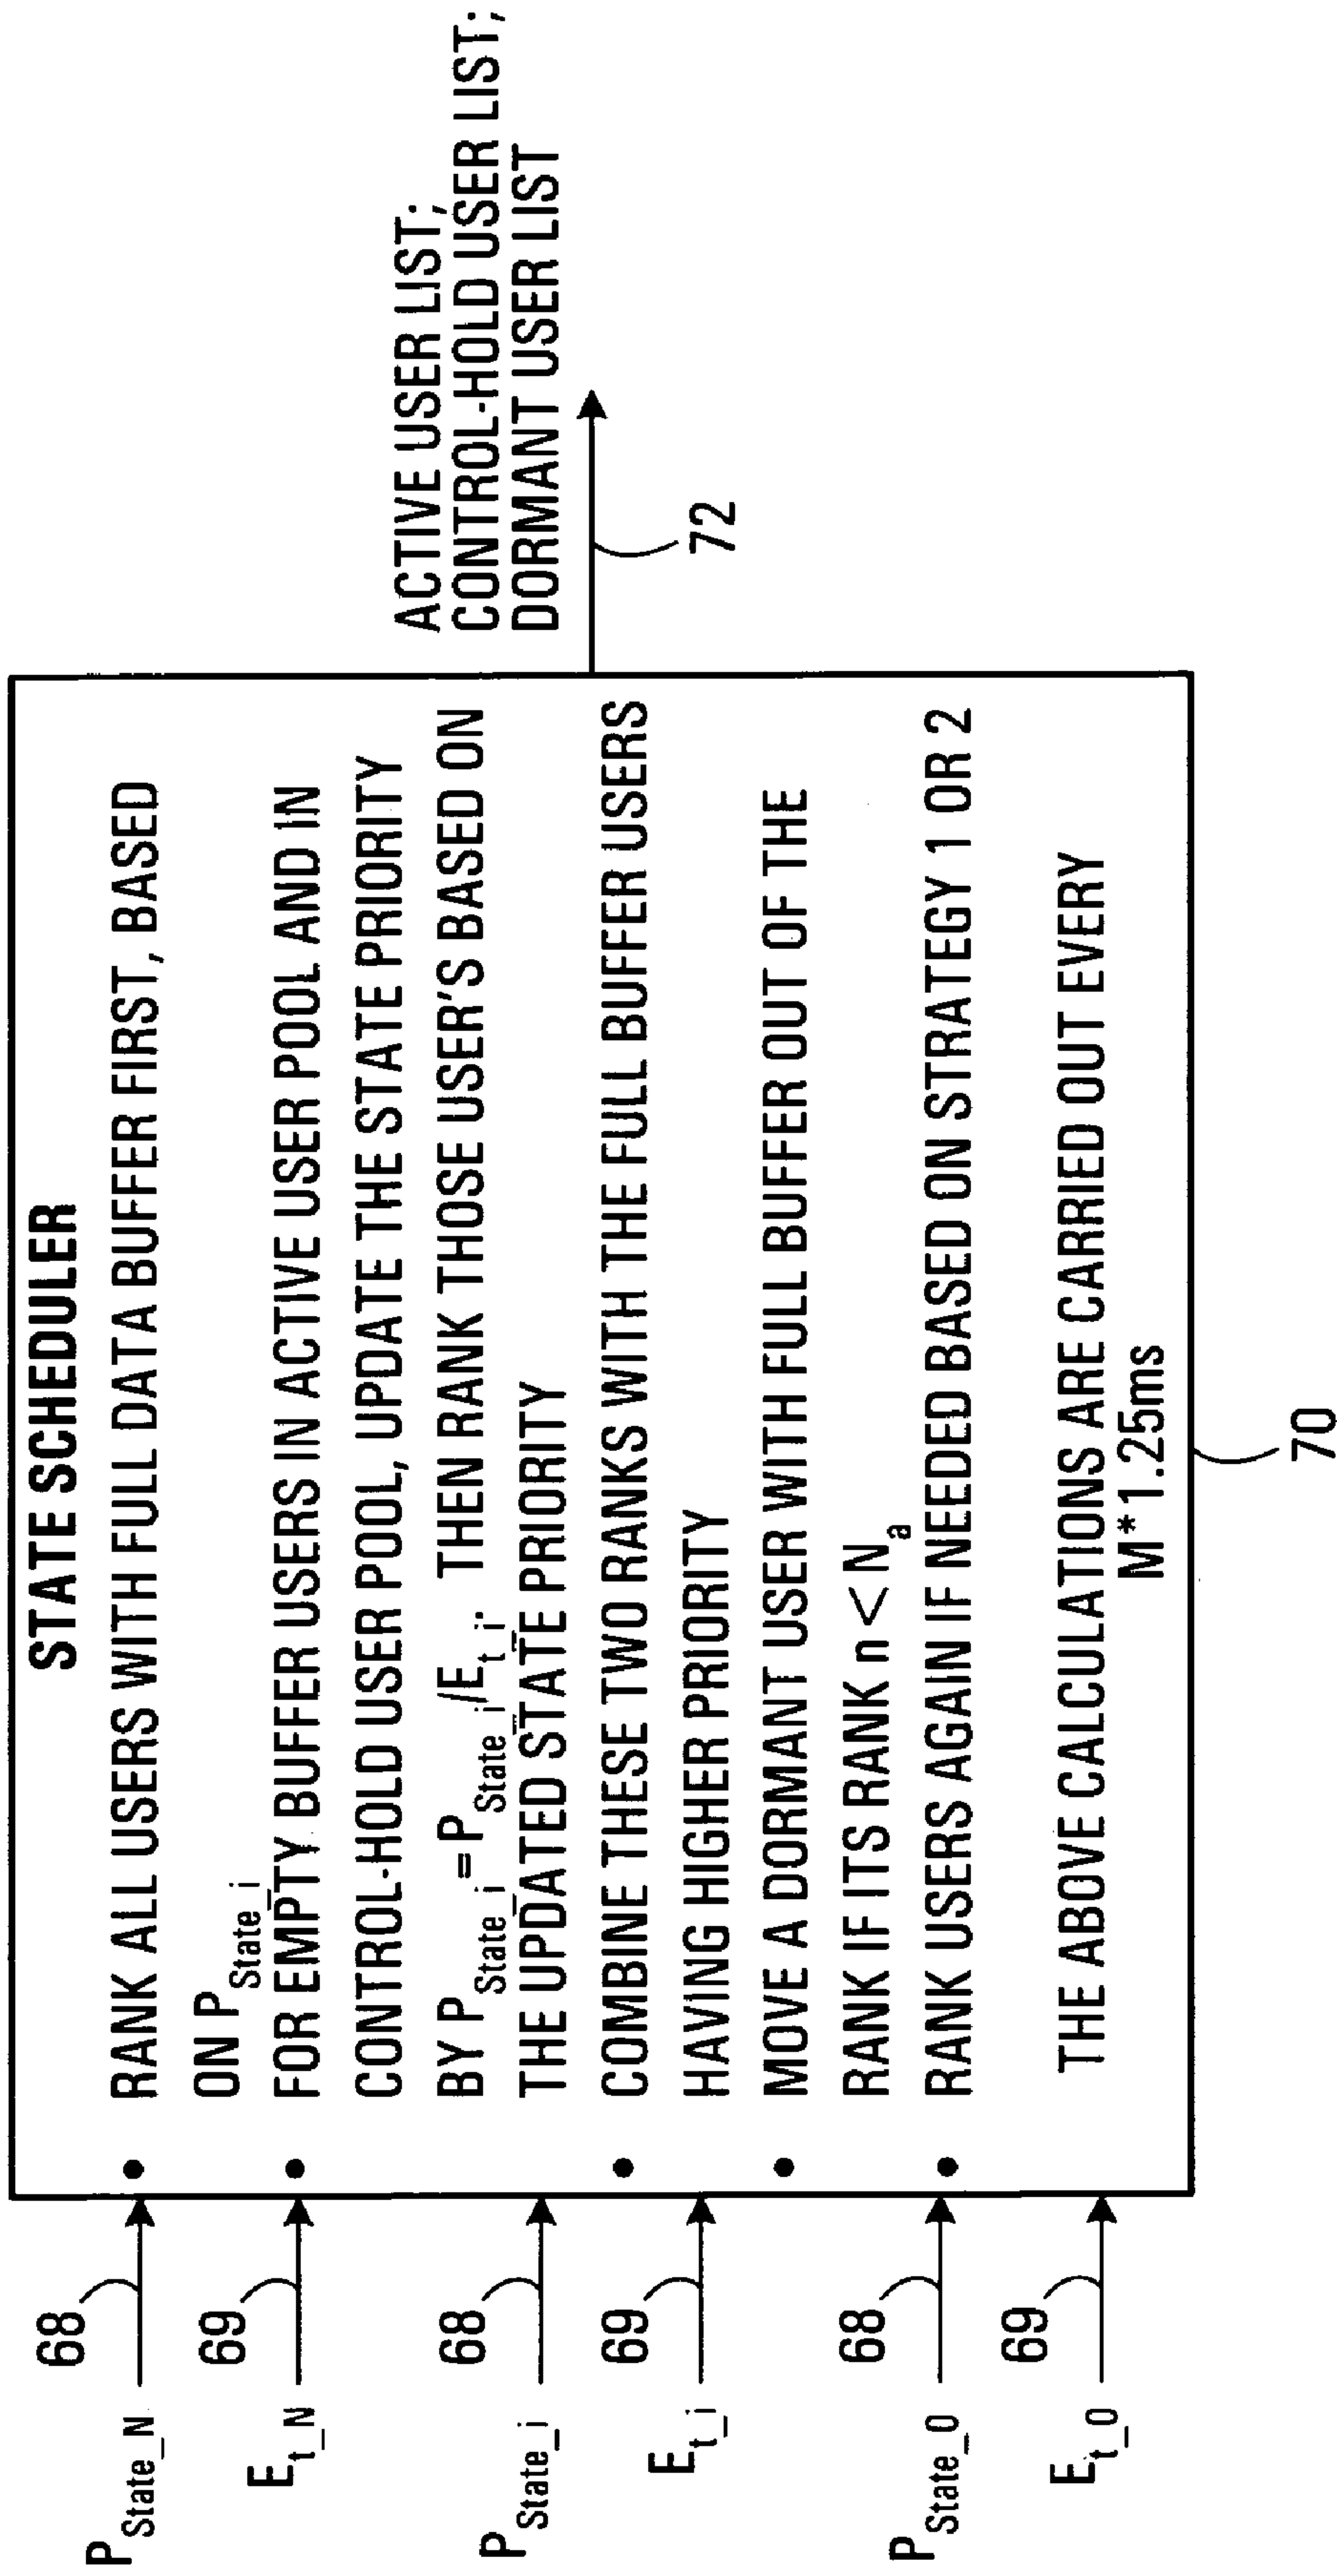 STATE SCHEDULER
• RANK ALL USERS WITH FULL DATA BUFFER FIRST, BASED
ON P_State_i
• FOR EMPTY BUFFER USERS IN ACTIVE USER POOL AND IN
CONTROL-HOLD USER POOL, UPDATE THE STATE PRIORITY
BY P_State_i=P_State_i/E_t_i. THEN RANK THOSE USER'S BASED ON
THE UPDATED STATE PRIORITY
• COMBINE THESE TWO RANKS WITH THE FULL BUFFER USERS
HAVING HIGHER PRIORITY
• MOVE A DORMANT USER WITH FULL BUFFER OUT OF THE
RANK IF ITS RANK n<N_a
• RANK USERS AGAIN IF NEEDED BASED ON STRATEGY 1 OR 2
THE ABOVE CALCULATIONS ARE CARRIED OUT EVERY
M*1.25ms
P_State_N
68
E_t_N
69
P_State_i
68
E_t_i
69
P_State_0
68
E_t_0
69
ACTIVE USER LIST;
CONTROL-HOLD USER LIST;
DORMANT USER LIST
72
70